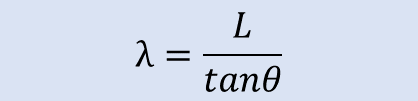 λ = L / tanθ